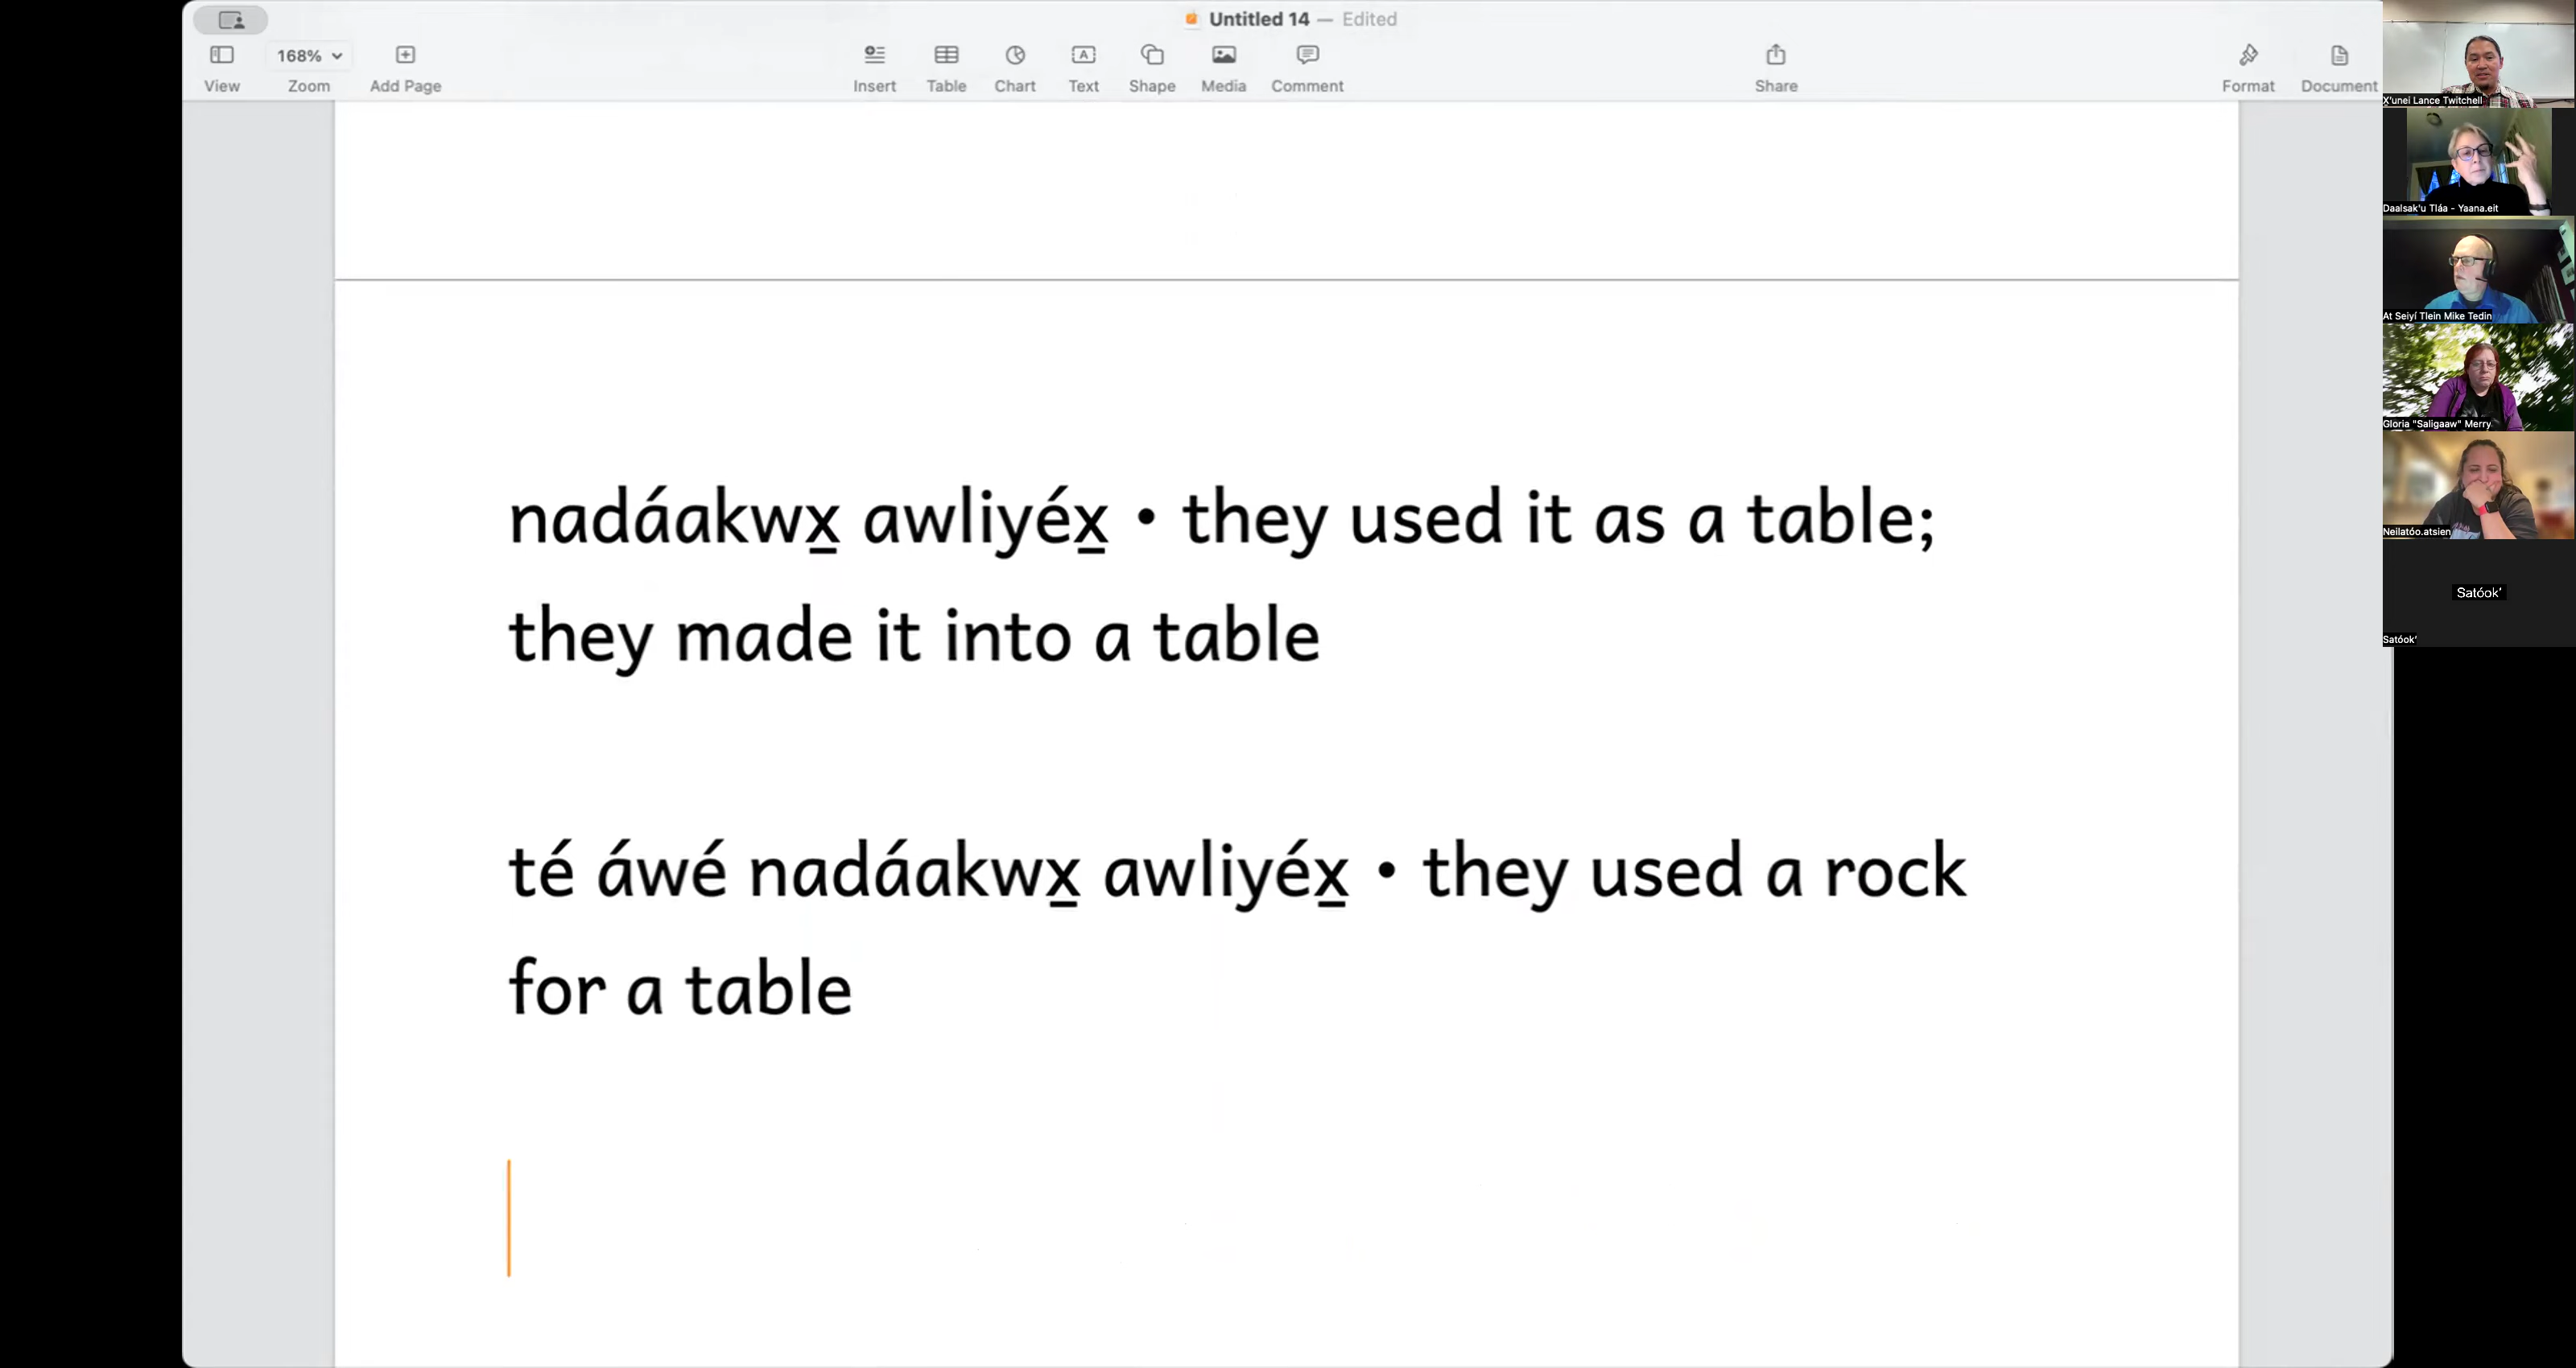 Untitled 14 — Edited
168%
View Zoom Add Page Insert Table Chart Text Shape Media Comment Share Format Document
nadáakwx̲ awliyéx̲ • they used it as a table;
they made it into a table
té áwé nadáakwx̲ awliyéx̲ • they used a rock
for a table
X'unei Lance Twitchell
Daalsak'u Tláa - Yaana.eit
At Seiyí Tlein Mike Tedin
Gloria "Saligaaw" Merry
Neilatóo.atsien
Satóok'
Satóok'